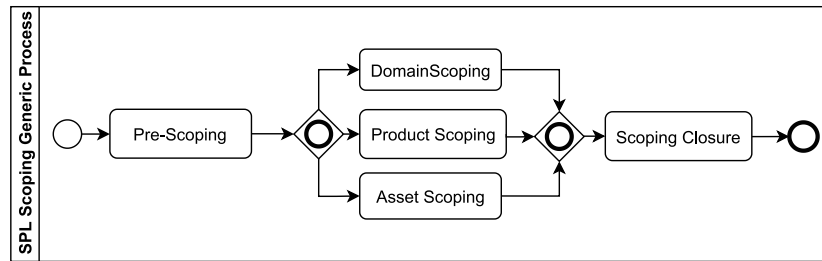 SPL Scoping Generic Process
Pre-Scoping
DomainScoping
Product Scoping
Asset Scoping
Scoping Closure